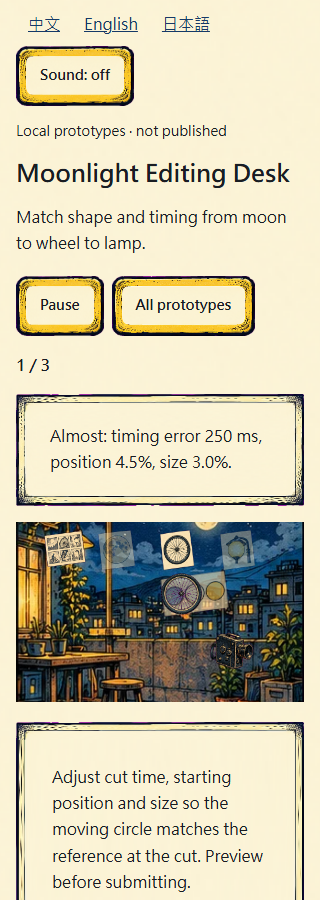 中文 English 日本語
Sound: off
Local prototypes · not published
Moonlight Editing Desk
Match shape and timing from moon
to wheel to lamp.
Pause All prototypes
1 / 3
Almost: timing error 250 ms,
position 4.5%, size 3.0%.
Adjust cut time, starting
position and size so the
moving circle matches the
reference at the cut. Preview
before submitting.